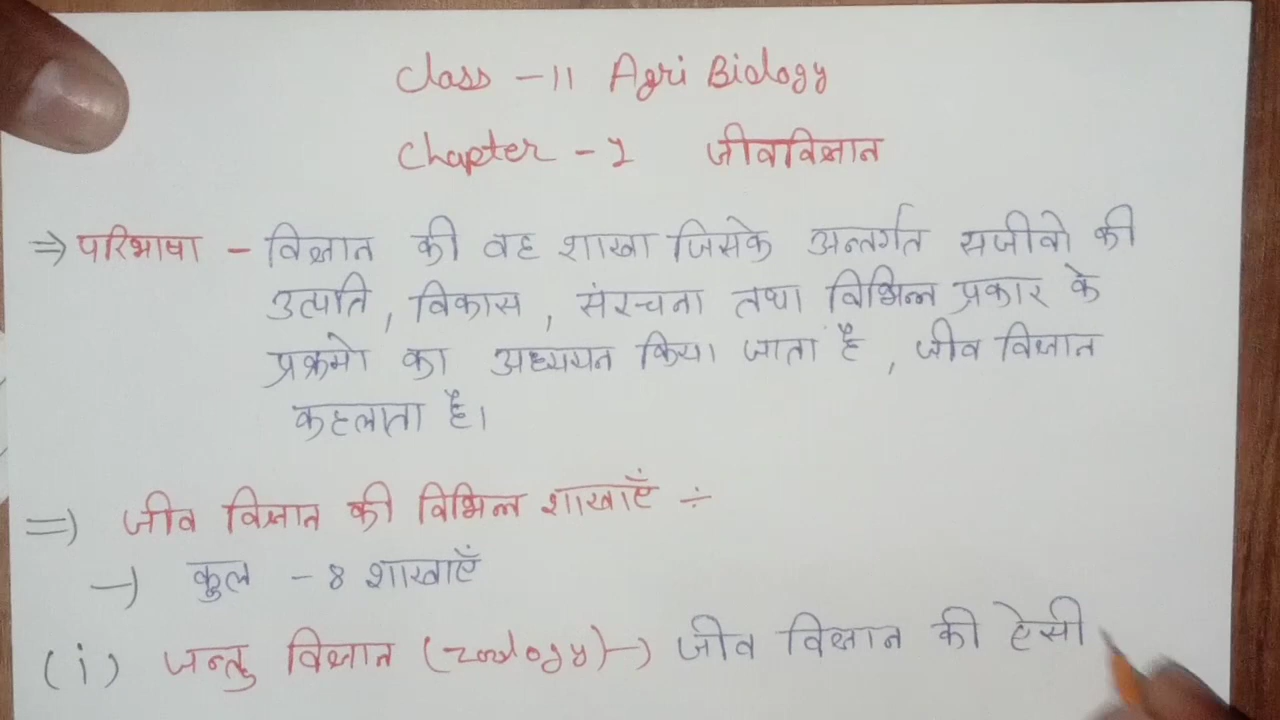 Class - 11 Agri Biology
Chapter - 1 जीवविज्ञान
⇒ परिभाषा - विज्ञान की वह शाखा जिसके अन्तर्गत सजीवो की
उत्पत्ति, विकास, संरचना तथा विभिन्न प्रकार के
प्रक्रमो का अध्ययन किया जाता है, जीव विज्ञान
कहलाता है।
⇒ जीव विज्ञान की विभिन्न शाखाएँ ÷
→ कुल - 8 शाखाएँ
(i) जन्तु विज्ञान (zoology) → जीव विज्ञान की ऐसी